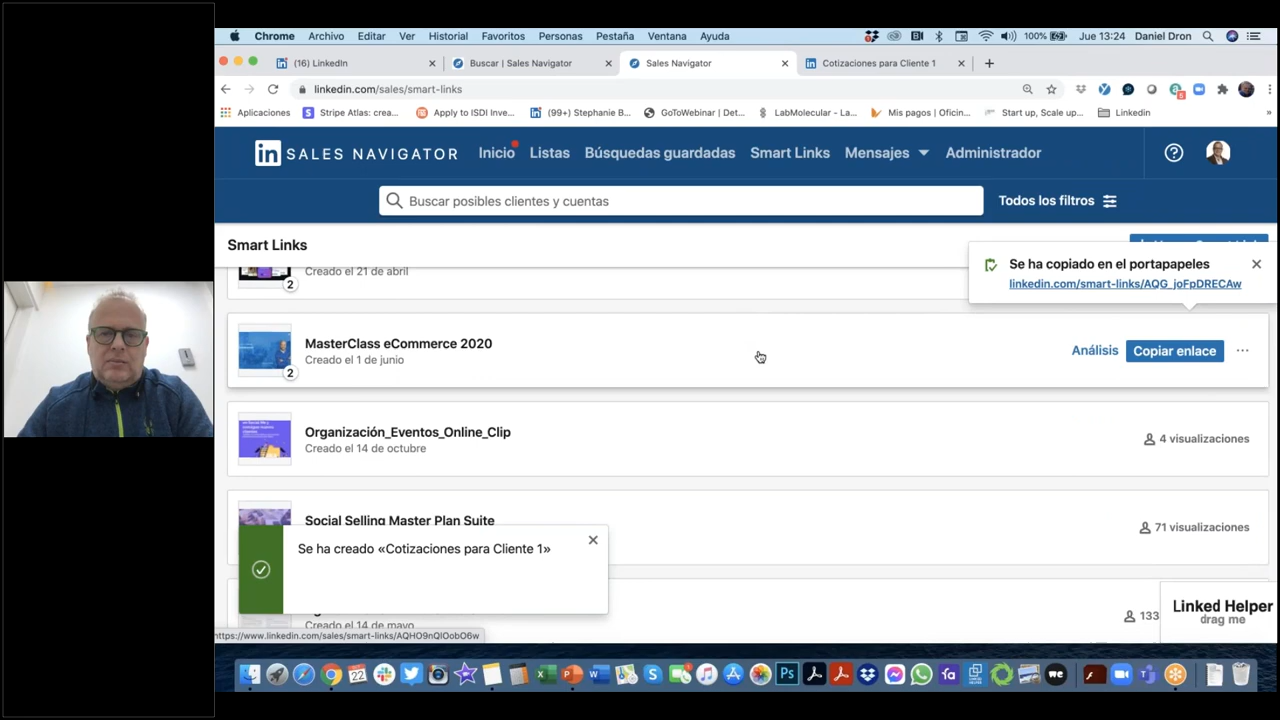 Chrome Archivo Editar Ver Historial Favoritos Personas Pestaña Ventana Ayuda 100% Jue 13:24 Daniel Dron
(16) LinkedIn Buscar | Sales Navigator Sales Navigator Cotizaciones para Cliente 1
linkedin.com/sales/smart-links
Aplicaciones Stripe Atlas: crea... Apply to ISDI Inve... (99+) Stephanie B... GoToWebinar | Det... LabMolecular - La... Mis pagos | Oficin... Start up, Scale up... Linkedin »
in SALES NAVIGATOR Inicio Listas Búsquedas guardadas Smart Links Mensajes Administrador
Buscar posibles clientes y cuentas Todos los filtros
Smart Links
Se ha copiado en el portapapeles
linkedin.com/smart-links/AQG_joFpDRECAw
Creado el 21 de abril
2
MasterClass eCommerce 2020
Creado el 1 de junio
2
Análisis Copiar enlace ...
Organización_Eventos_Online_Clip
Creado el 14 de octubre
4 visualizaciones
Social Selling Master Plan Suite
71 visualizaciones
Se ha creado «Cotizaciones para Cliente 1»
Creado el 14 de mayo
133
Linked Helper
drag me
https://www.linkedin.com/sales/smart-links/AQHO9nQIOobO6w